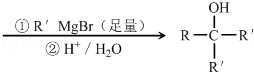 ① R′ MgBr（足量）
② H⁺/H₂O
OH
R—C—R′
R′